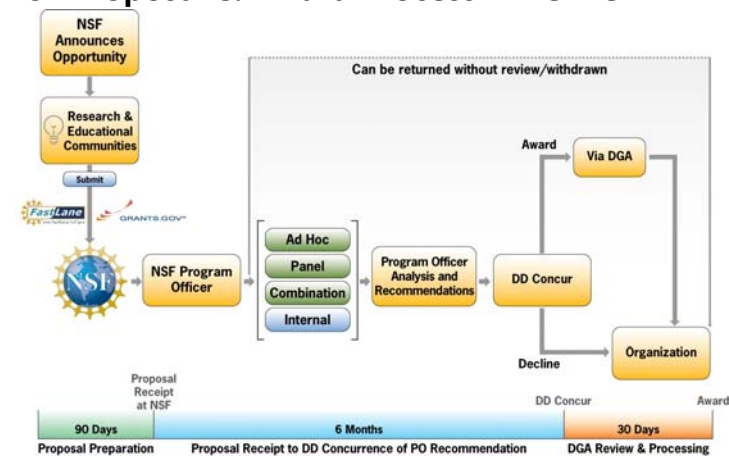 NSF
Announces
Opportunity
Can be returned without review/withdrawn
Research &
Educational
Communities
Submit
FastLane
GRANTS.GOV
Award
Via DGA
NSF
NSF Program
Officer
Ad Hoc
Panel
Combination
Internal
Program Officer
Analysis and
Recommendations
DD Concur
Organization
Decline
Proposal
Receipt
at NSF
DD Concur
Award
90 Days
6 Months
30 Days
Proposal Preparation
Proposal Receipt to DD Concurrence of PO Recommendation
DGA Review & Processing